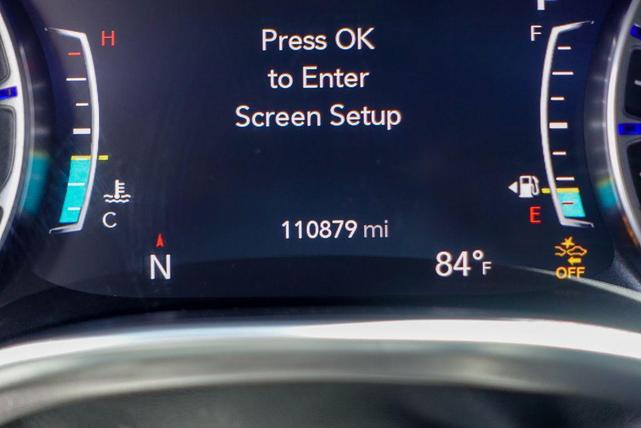 Press OK
to Enter
Screen Setup
H
F
C
E
110879 mi
N
84°F
OFF